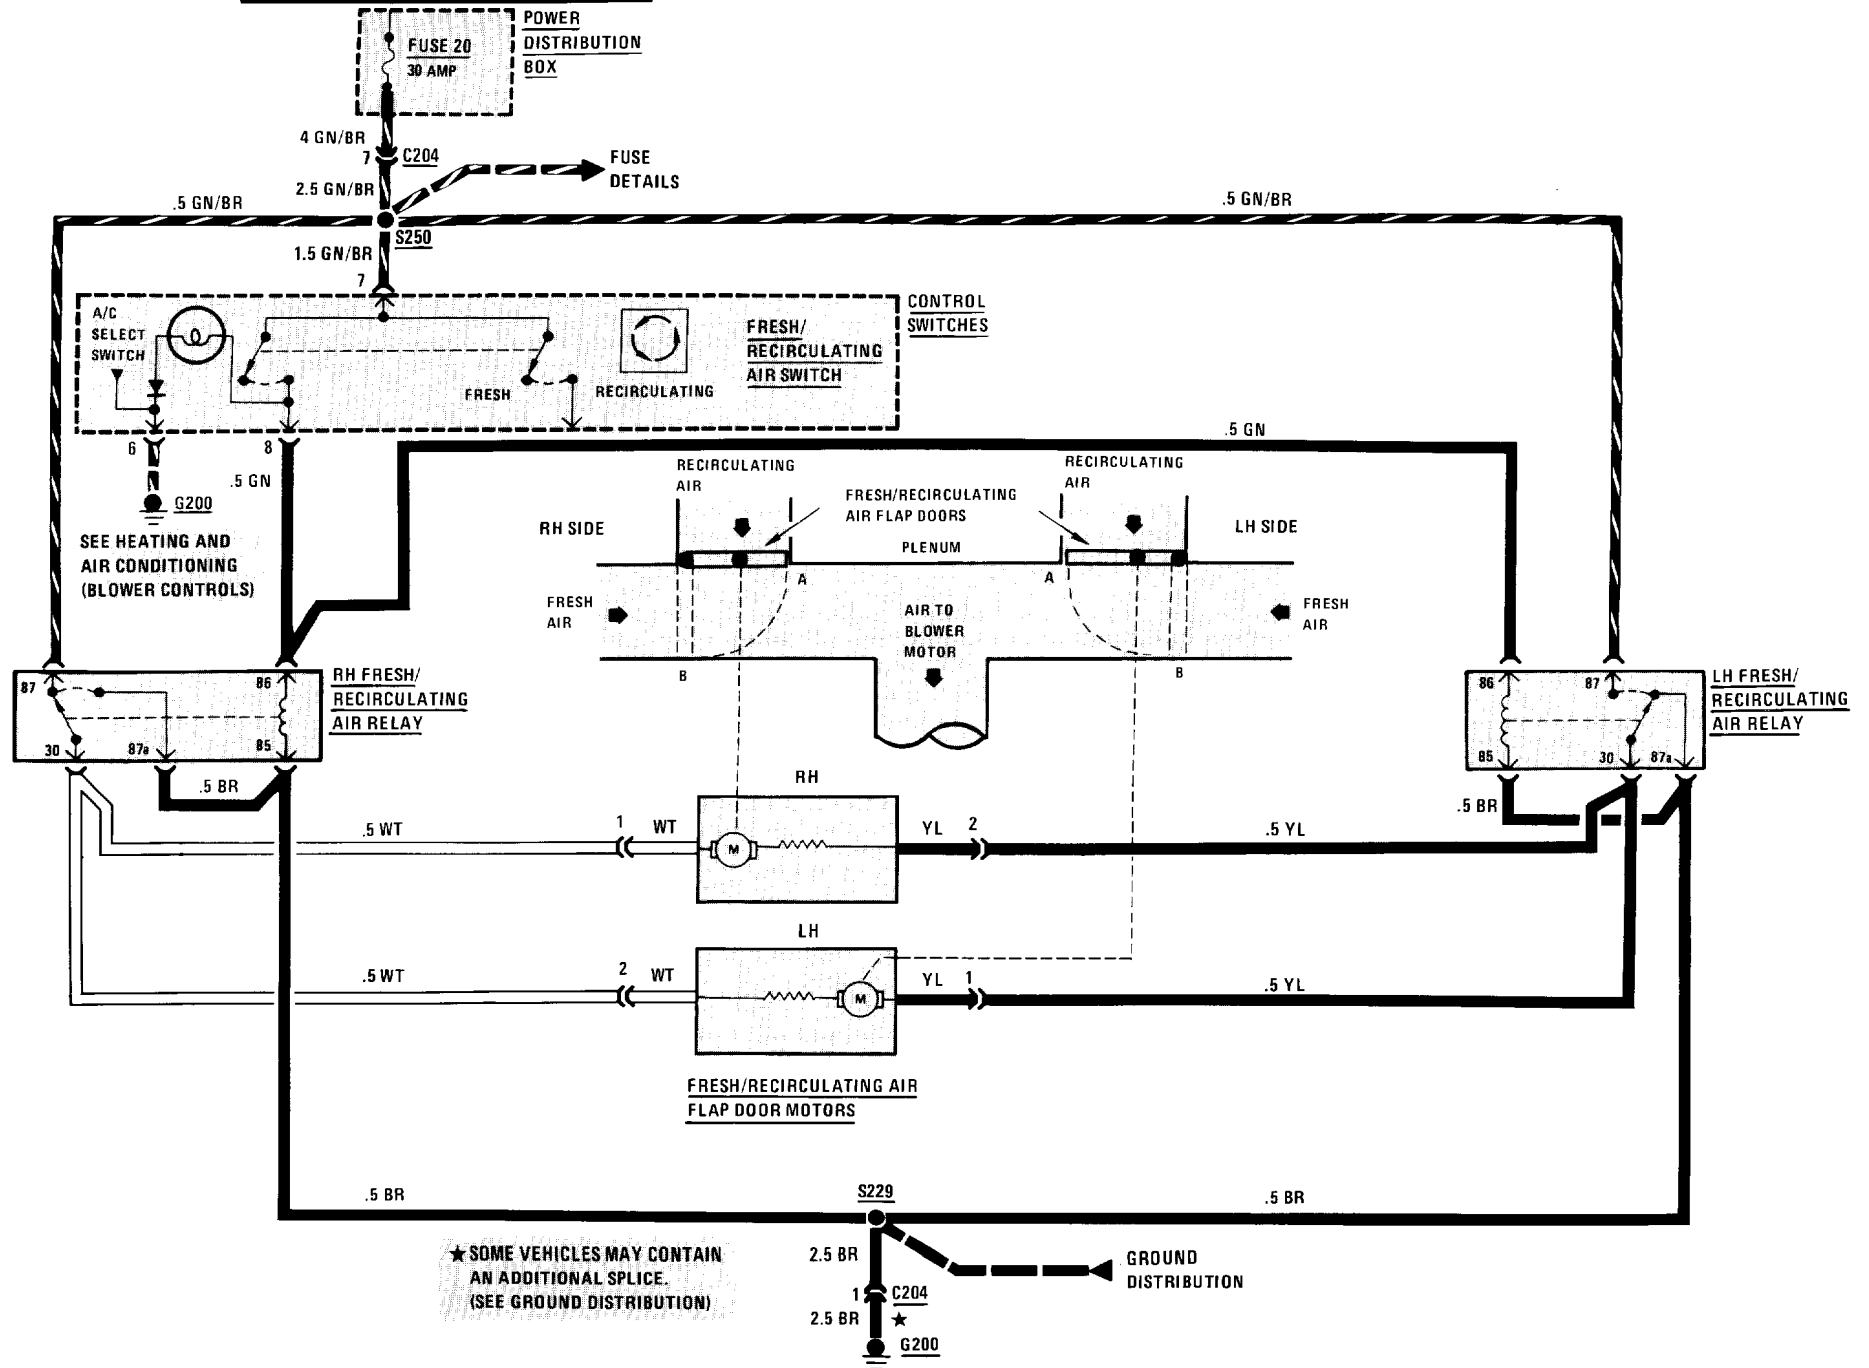 POWER
DISTRIBUTION
BOX
FUSE 20
30 AMP
4 GN/BR
7
C204
2.5 GN/BR
FUSE
DETAILS
.5 GN/BR
S250
.5 GN/BR
1.5 GN/BR
7
CONTROL
SWITCHES
A/C
SELECT
SWITCH
FRESH
RECIRCULATING
FRESH/
RECIRCULATING
AIR SWITCH
6
8
.5 GN
.5 GN
G200
SEE HEATING AND
AIR CONDITIONING
(BLOWER CONTROLS)
RECIRCULATING
AIR
RECIRCULATING
AIR
FRESH/RECIRCULATING
AIR FLAP DOORS
RH SIDE
LH SIDE
PLENUM
A
A
FRESH
AIR
AIR TO
BLOWER
MOTOR
FRESH
AIR
B
B
87
86
30
87a
85
RH FRESH/
RECIRCULATING
AIR RELAY
86
87
85
30
87a
LH FRESH/
RECIRCULATING
AIR RELAY
.5 BR
.5 BR
RH
.5 WT
1
WT
M
YL
2
.5 YL
LH
.5 WT
2
WT
M
YL
1
.5 YL
FRESH/RECIRCULATING AIR
FLAP DOOR MOTORS
.5 BR
S229
.5 BR
★SOME VEHICLES MAY CONTAIN
AN ADDITIONAL SPLICE.
(SEE GROUND DISTRIBUTION)
2.5 BR
GROUND
DISTRIBUTION
1
C204
2.5 BR
★
G200